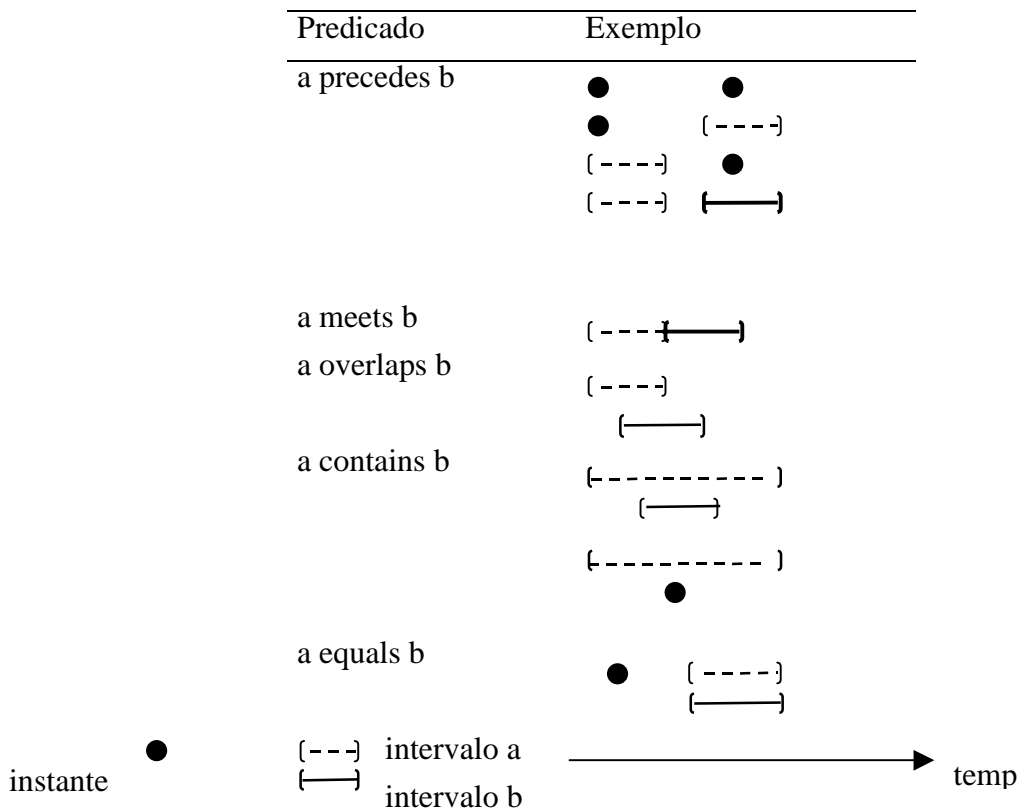 Predicado Exemplo
a precedes b
a meets b
a overlaps b
a contains b
a equals b
intervalo a
instante
intervalo b
temp